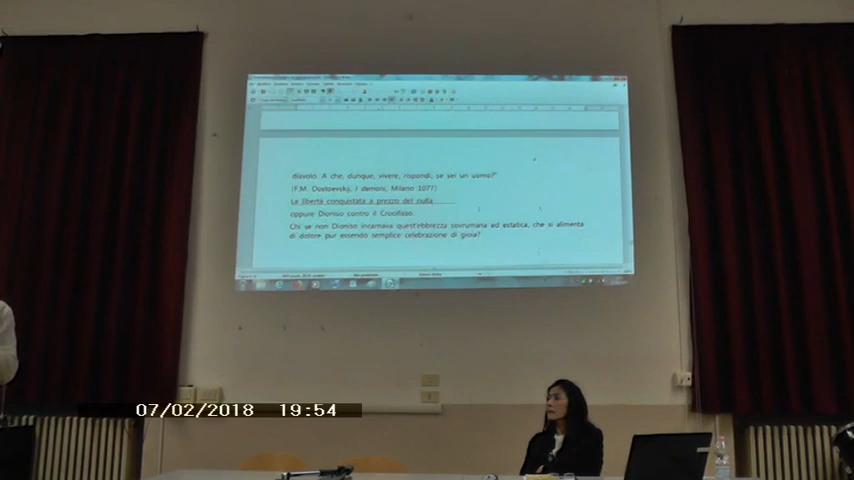 diavolo. A che, dunque, vivere, rispondi, se sei un uomo?"
(F.M. Dostoevskij, I demoni, Milano 1977)
La libertà conquistata a prezzo del nulla
oppure Dioniso contro il Crocifisso.
Chi se non Dioniso incarnava quest'ebbrezza sovrumana ed estatica, che si alimenta
di dolore pur essendo semplice celebrazione di gioia?
07/02/2018 19:54